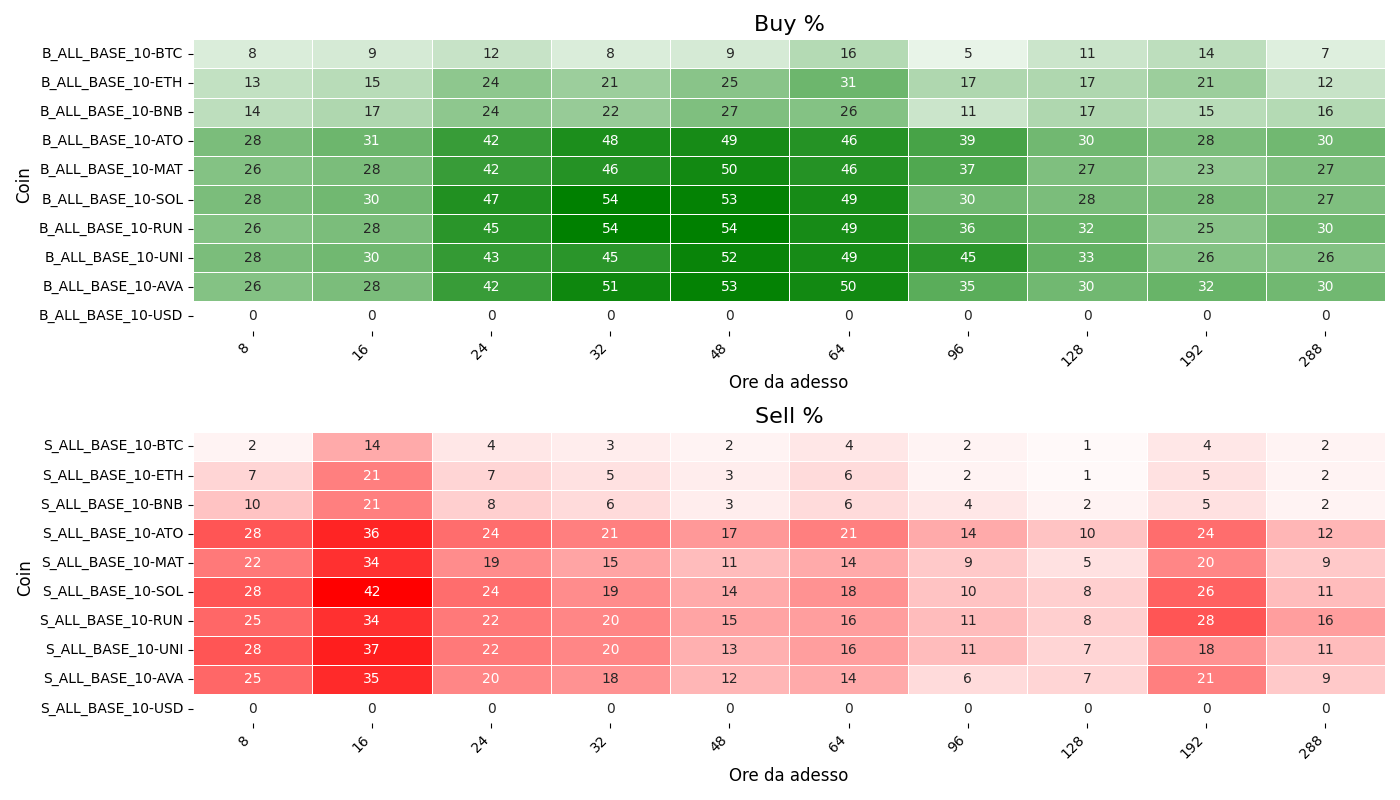 Buy %
Coin
B_ALL_BASE_10-BTC 8 9 12 8 9 16 5 11 14 7
B_ALL_BASE_10-ETH 13 15 24 21 25 31 17 17 21 12
B_ALL_BASE_10-BNB 14 17 24 22 27 26 11 17 15 16
B_ALL_BASE_10-ATO 28 31 42 48 49 46 39 30 28 30
B_ALL_BASE_10-MAT 26 28 42 46 50 46 37 27 23 27
B_ALL_BASE_10-SOL 28 30 47 54 53 49 30 28 28 27
B_ALL_BASE_10-RUN 26 28 45 54 54 49 36 32 25 30
B_ALL_BASE_10-UNI 28 30 43 45 52 49 45 33 26 26
B_ALL_BASE_10-AVA 26 28 42 51 53 50 35 30 32 30
B_ALL_BASE_10-USD 0 0 0 0 0 0 0 0 0 0
8 16 24 32 48 64 96 128 192 288
Ore da adesso
Sell %
Coin
S_ALL_BASE_10-BTC 2 14 4 3 2 4 2 1 4 2
S_ALL_BASE_10-ETH 7 21 7 5 3 6 2 1 5 2
S_ALL_BASE_10-BNB 10 21 8 6 3 6 4 2 5 2
S_ALL_BASE_10-ATO 28 36 24 21 17 21 14 10 24 12
S_ALL_BASE_10-MAT 22 34 19 15 11 14 9 5 20 9
S_ALL_BASE_10-SOL 28 42 24 19 14 18 10 8 26 11
S_ALL_BASE_10-RUN 25 34 22 20 15 16 11 8 28 16
S_ALL_BASE_10-UNI 28 37 22 20 13 16 11 7 18 11
S_ALL_BASE_10-AVA 25 35 20 18 12 14 6 7 21 9
S_ALL_BASE_10-USD 0 0 0 0 0 0 0 0 0 0
8 16 24 32 48 64 96 128 192 288
Ore da adesso